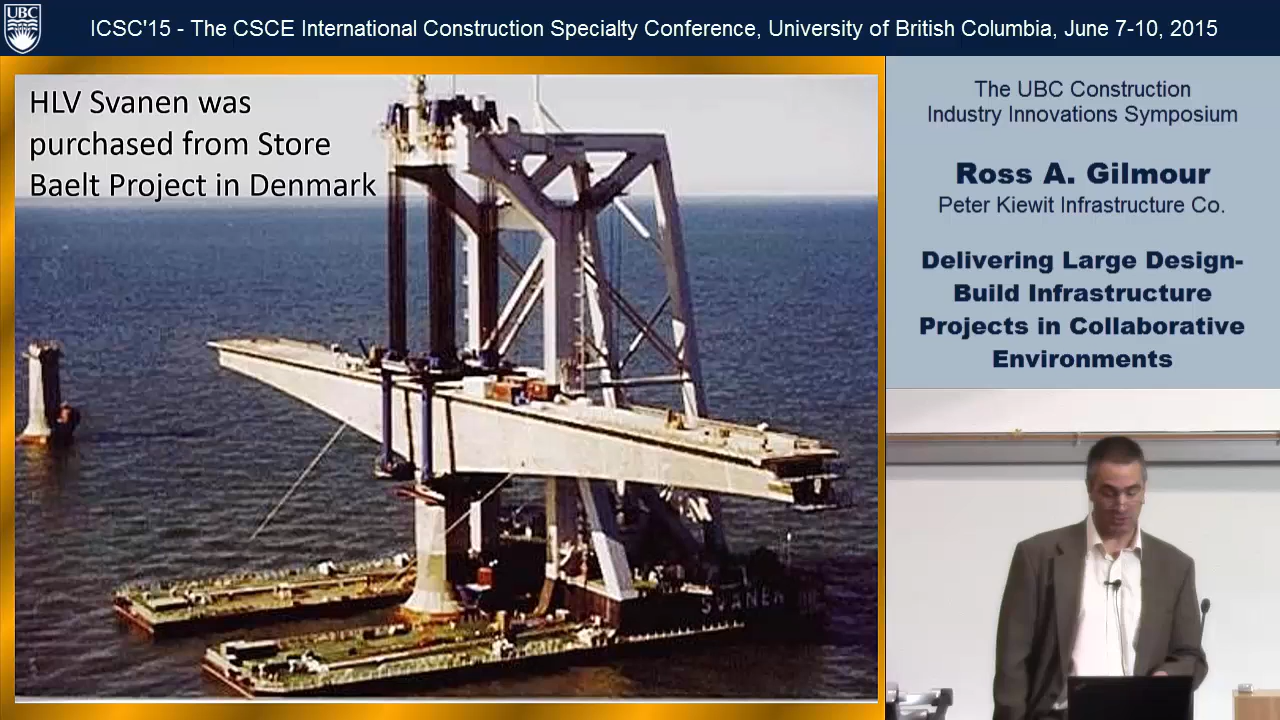 UBC
ICSC'15 - The CSCE International Construction Specialty Conference, University of British Columbia, June 7-10, 2015
HLV Svanen was
purchased from Store
Baelt Project in Denmark
SVANEN
The UBC Construction
Industry Innovations Symposium
Ross A. Gilmour
Peter Kiewit Infrastructure Co.
Delivering Large Design-
Build Infrastructure
Projects in Collaborative
Environments